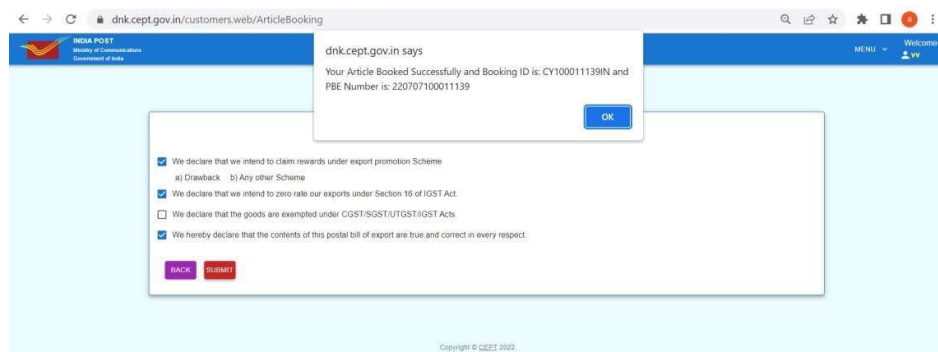 dnk.cept.gov.in/customers.web/ArticleBooking
INDIA POST
Ministry of Communications
Government of India
MENU
Welcome
vv
dnk.cept.gov.in says
Your Article Booked Successfully and Booking ID is: CY100011139IN and
PBE Number is: 220707100011139
OK
We declare that we intend to claim rewards under export promotion Scheme
a) Drawback b) Any other Scheme
We declare that we intend to zero rate our exports under Section 16 of IGST Act.
We declare that the goods are exempted under CGST/SGST/UTGST/IGST Acts.
We hereby declare that the contents of this postal bill of export are true and correct in every respect.
BACK SUBMIT
Copyright © CEPT 2022.